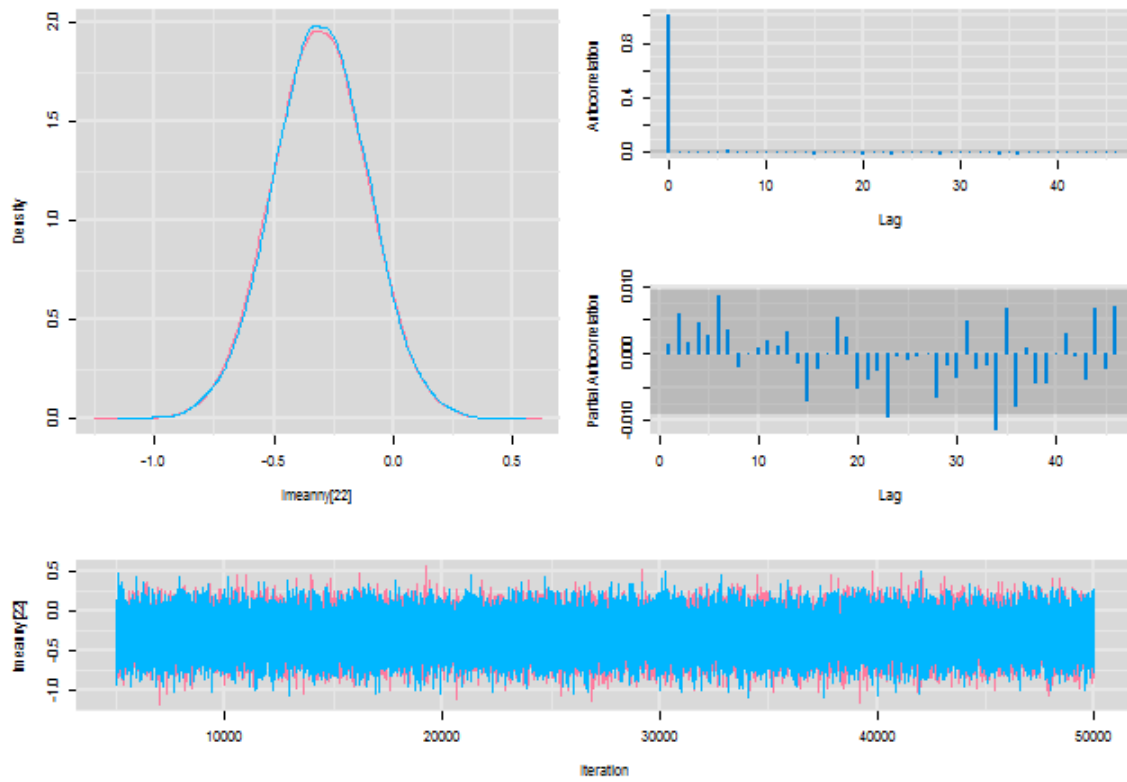 Density
0.0 0.5 1.0 1.5 2.0
-1.0 -0.5 0.0 0.5
lmeanny[22]
Autocorrelation
0.0 0.4 0.8
0 10 20 30 40
Lag
Partial Autocorrelation
-0.010 0.000 0.010
0 10 20 30 40
Lag
lmeanny[22]
-1.0 -0.5 0.0 0.5
10000 20000 30000 40000 50000
Iteration